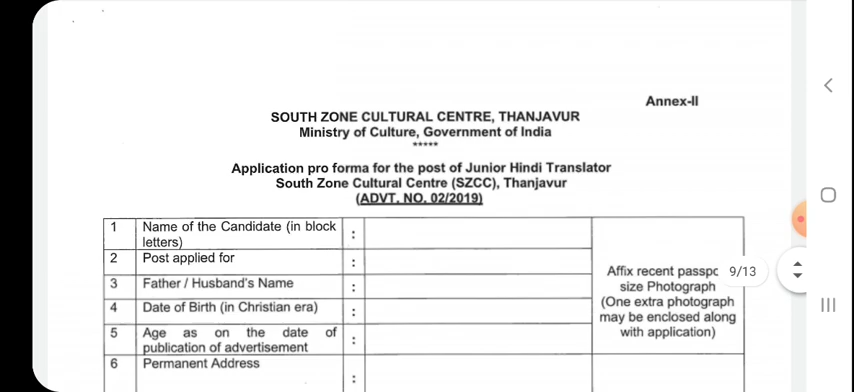 Annex-II
SOUTH ZONE CULTURAL CENTRE, THANJAVUR
Ministry of Culture, Government of India
*****
Application pro forma for the post of Junior Hindi Translator
South Zone Cultural Centre (SZCC), Thanjavur
(ADVT. NO. 02/2019)
1 Name of the Candidate (in block
letters) :
2 Post applied for :
3 Father / Husband's Name :
4 Date of Birth (in Christian era) :
5 Age as on the date of
publication of advertisement :
6 Permanent Address :
Affix recent
size Photograph
(One extra photograph
may be enclosed along
with application)
9/13